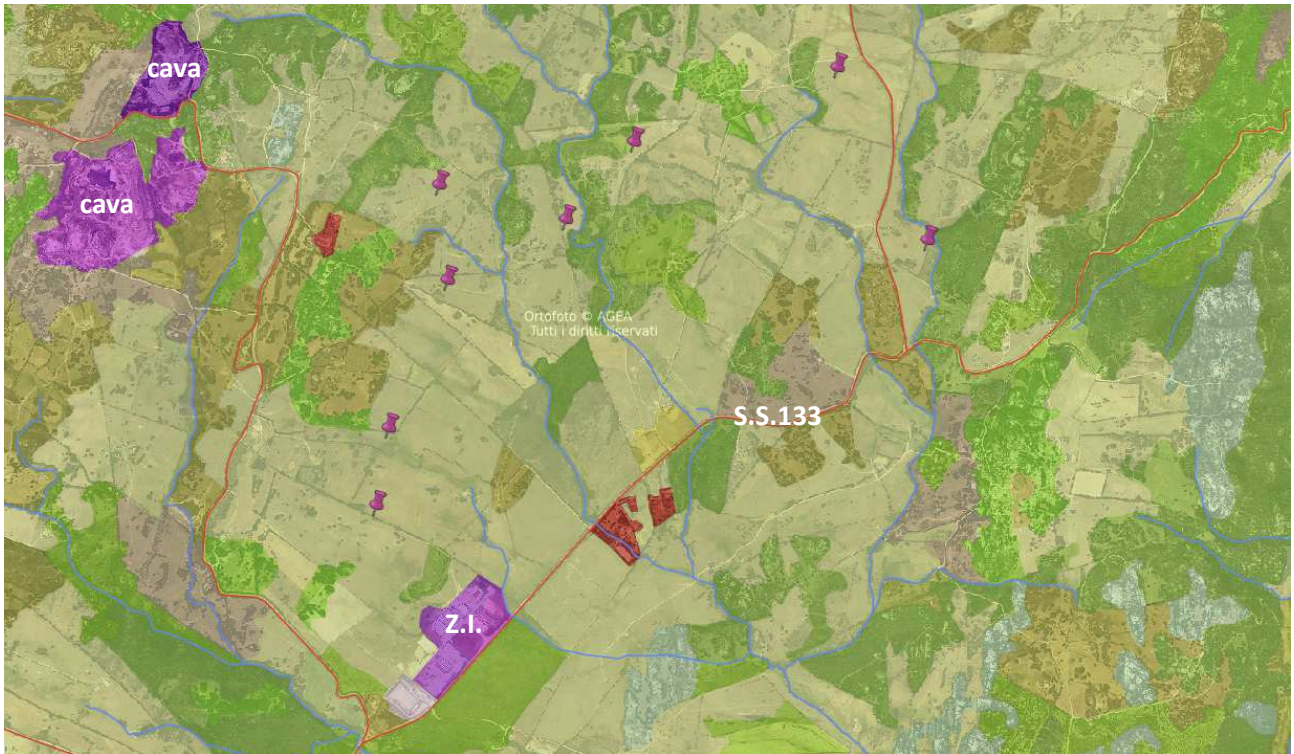 cava
cava
Ortofoto © AGEA
Tutti i diritti riservati
S.S.133
Z.I.